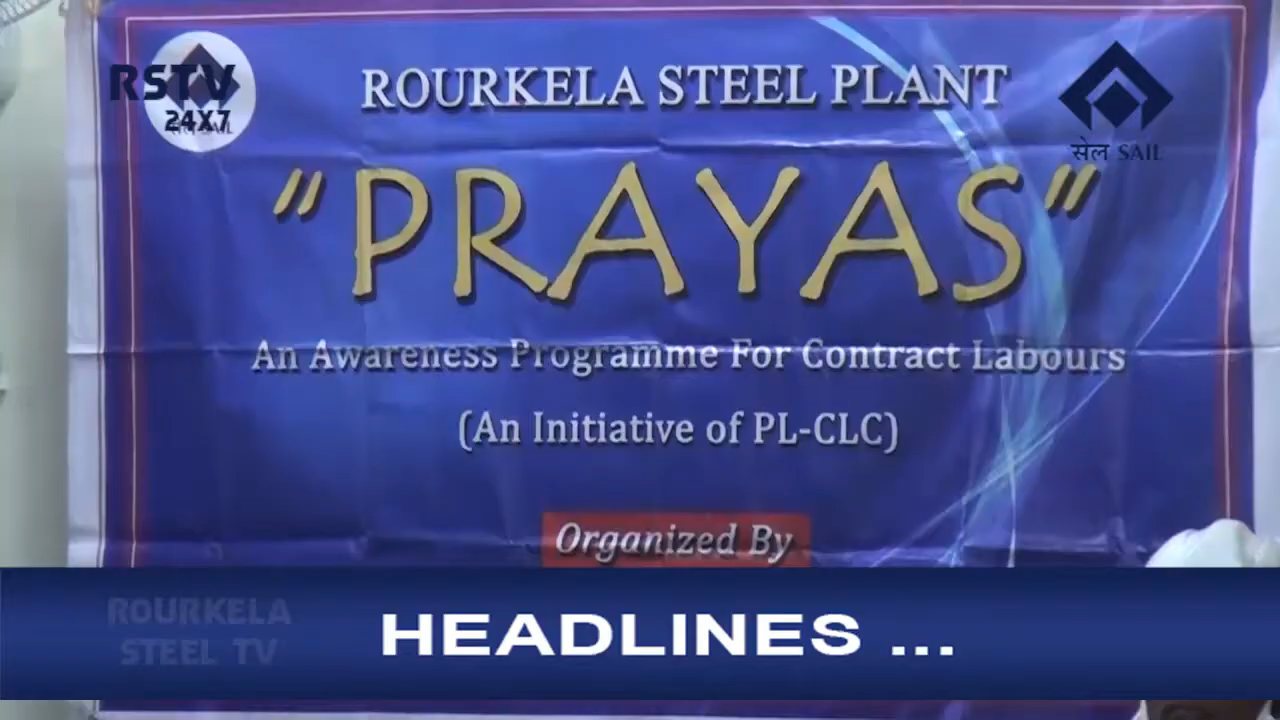 RSTV
24X7
ROURKELA STEEL PLANT
सेल SAIL
"PRAYAS"
An Awareness Programme For Contract Labours
(An Initiative of PL-CLC)
Organized By
ROURKELA
STEEL TV
HEADLINES ...